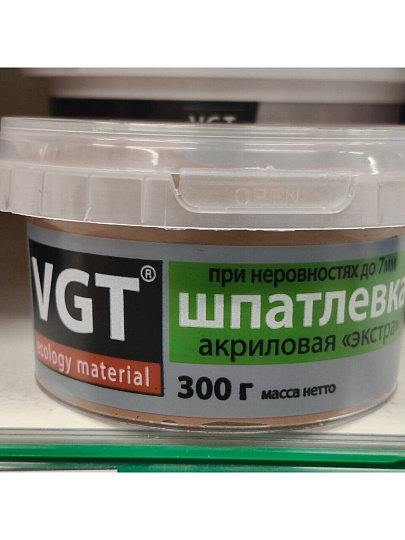 VGT
OPEN
VGT®
ecology material
при неровностях до 7мм
шпатлевка
акриловая «экстра»
300 г масса нетто